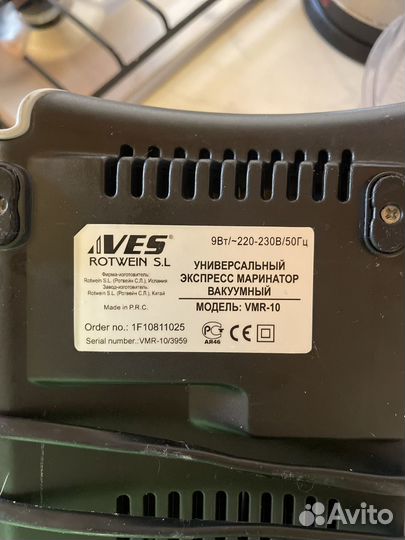 VES
ROTWEIN S.L
9Вт/~220-230В/50Гц
Фирма-изготовитель:
Rotwein S.L. (Ротвейн С.Л.), Испания
Завод-изготовитель:
Rotwein S.L. (Ротвейн С.Л.), Китай
Made in P.R.C.
УНИВЕРСАЛЬНЫЙ
ЭКСПРЕСС МАРИНАТОР
ВАКУУМНЫЙ
МОДЕЛЬ: VMR-10
Order no.: 1F10811025
Serial number.:VMR-10/3959
АЯ46
CE
Avito